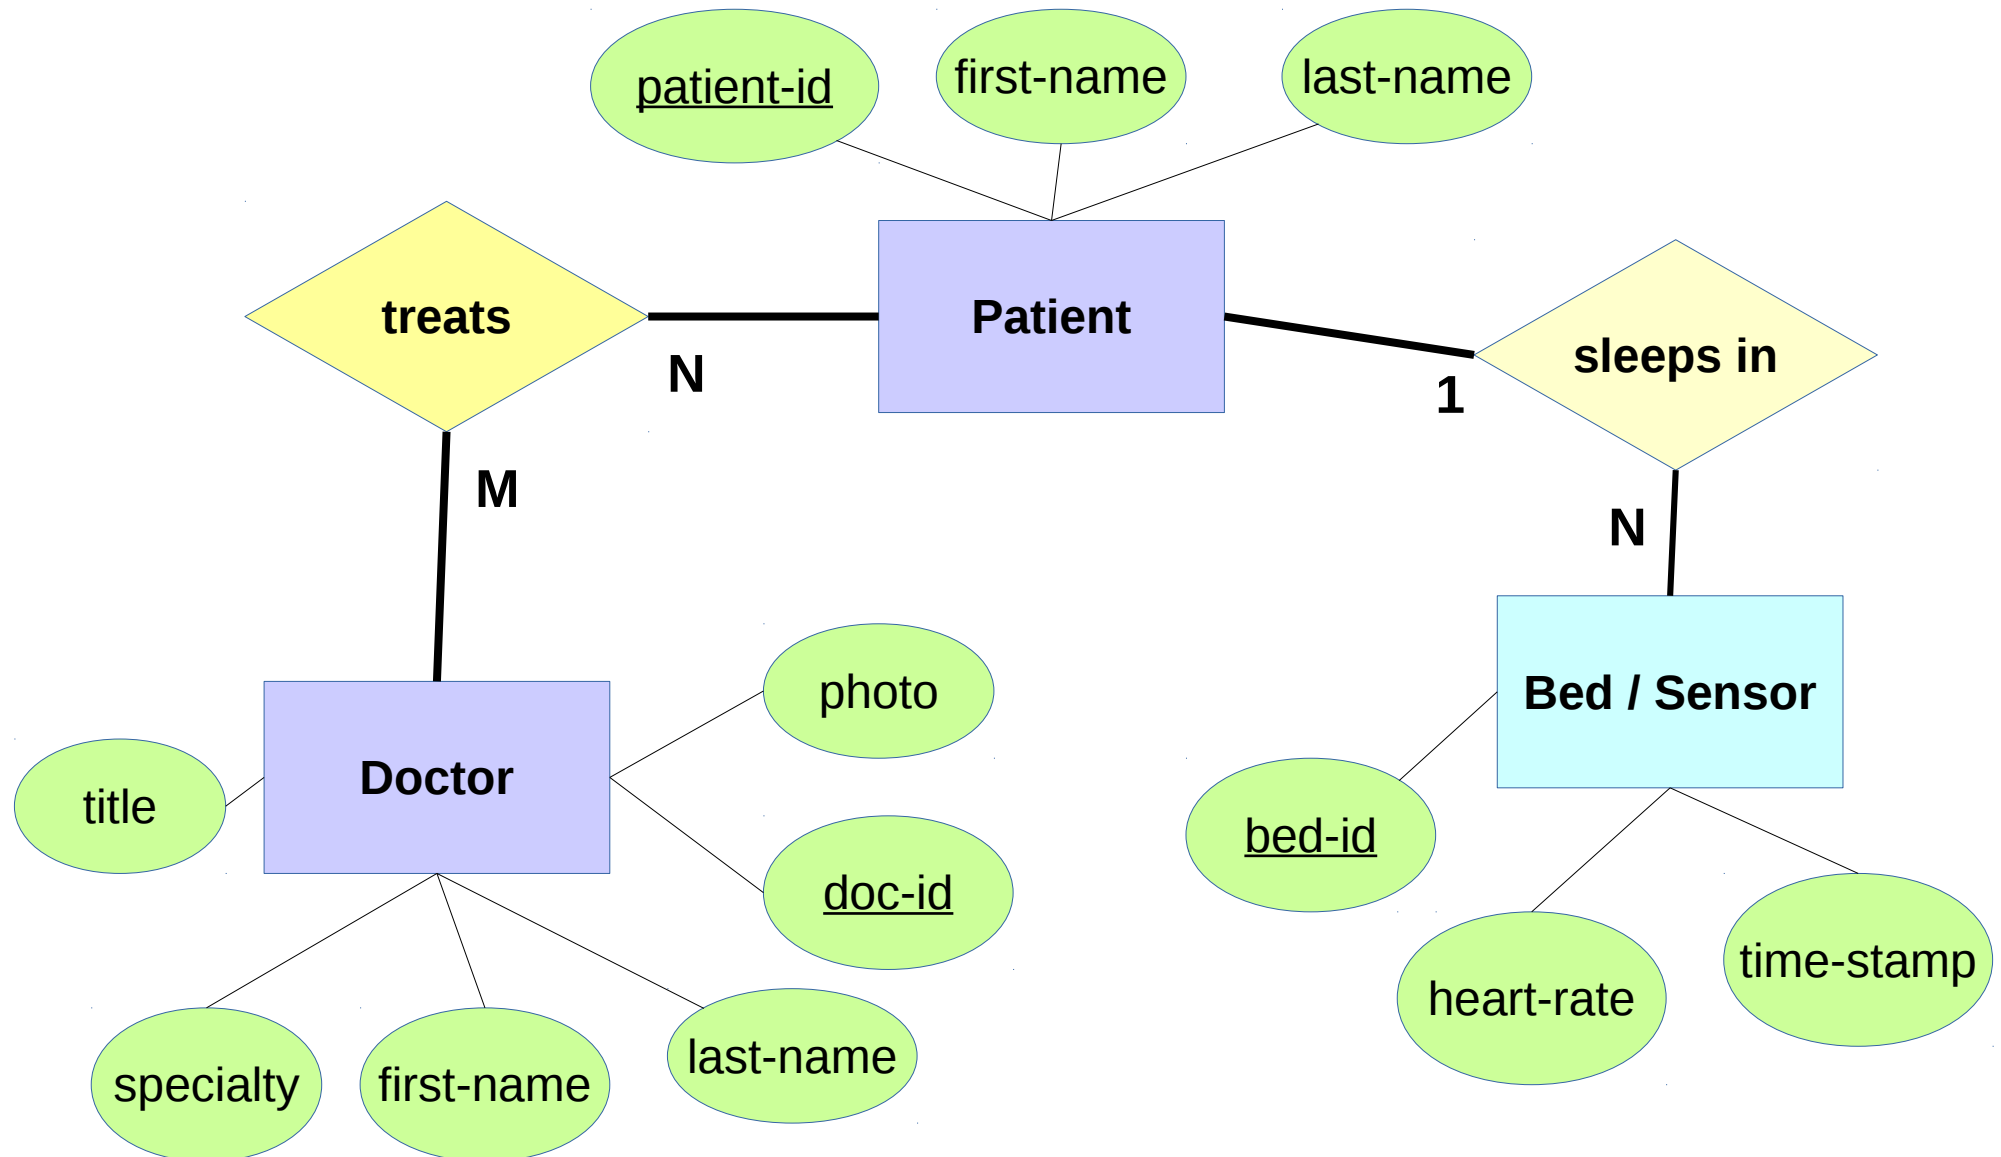 patient-id
first-name
last-name
treats
Patient
sleeps in
N
1
M
N
photo
Bed / Sensor
Doctor
title
bed-id
doc-id
time-stamp
heart-rate
last-name
specialty
first-name